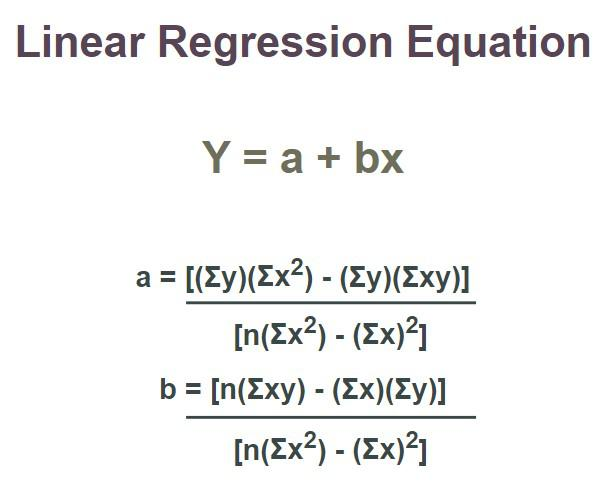 Linear Regression Equation
Y = a + bx
a = [(Σy)(Σx²) - (Σy)(Σxy)]
[n(Σx²) - (Σx)²]
b = [n(Σxy) - (Σx)(Σy)]
[n(Σx²) - (Σx)²]